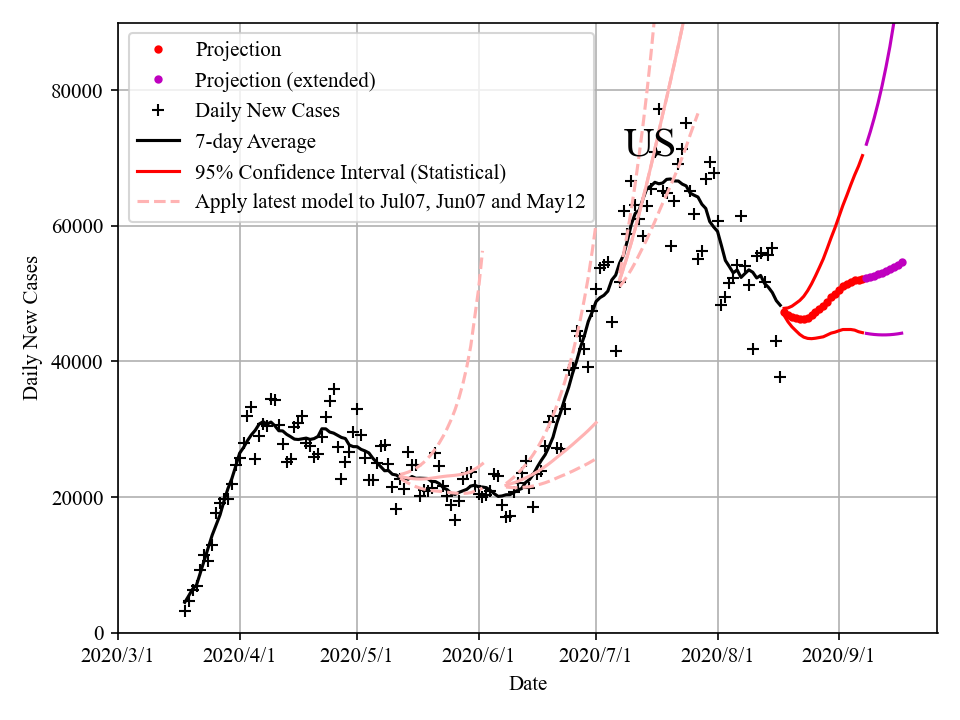 Projection
Projection (extended)
Daily New Cases
7-day Average
95% Confidence Interval (Statistical)
Apply latest model to Jul07, Jun07 and May12
US
80000
60000
40000
20000
0
Daily New Cases
2020/3/1 2020/4/1 2020/5/1 2020/6/1 2020/7/1 2020/8/1 2020/9/1
Date